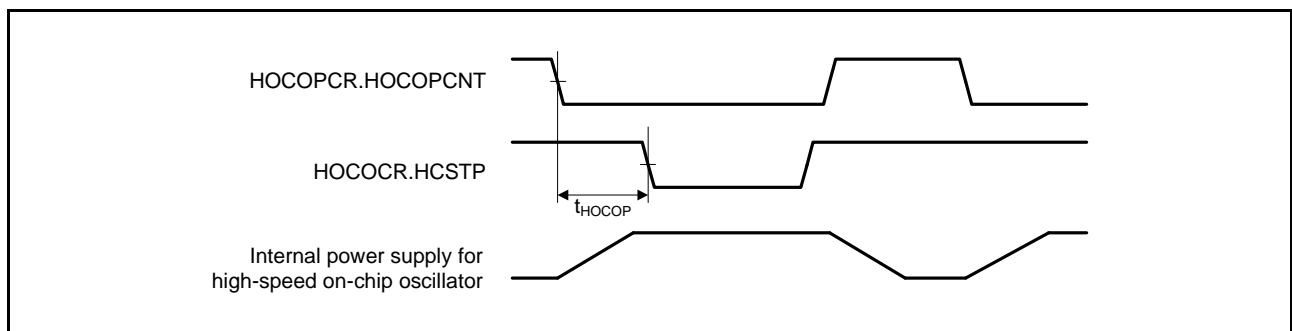 HOCOPCR.HOCOPCNT
HOCOCR.HCSTP
tHOCOP
Internal power supply for
high-speed on-chip oscillator